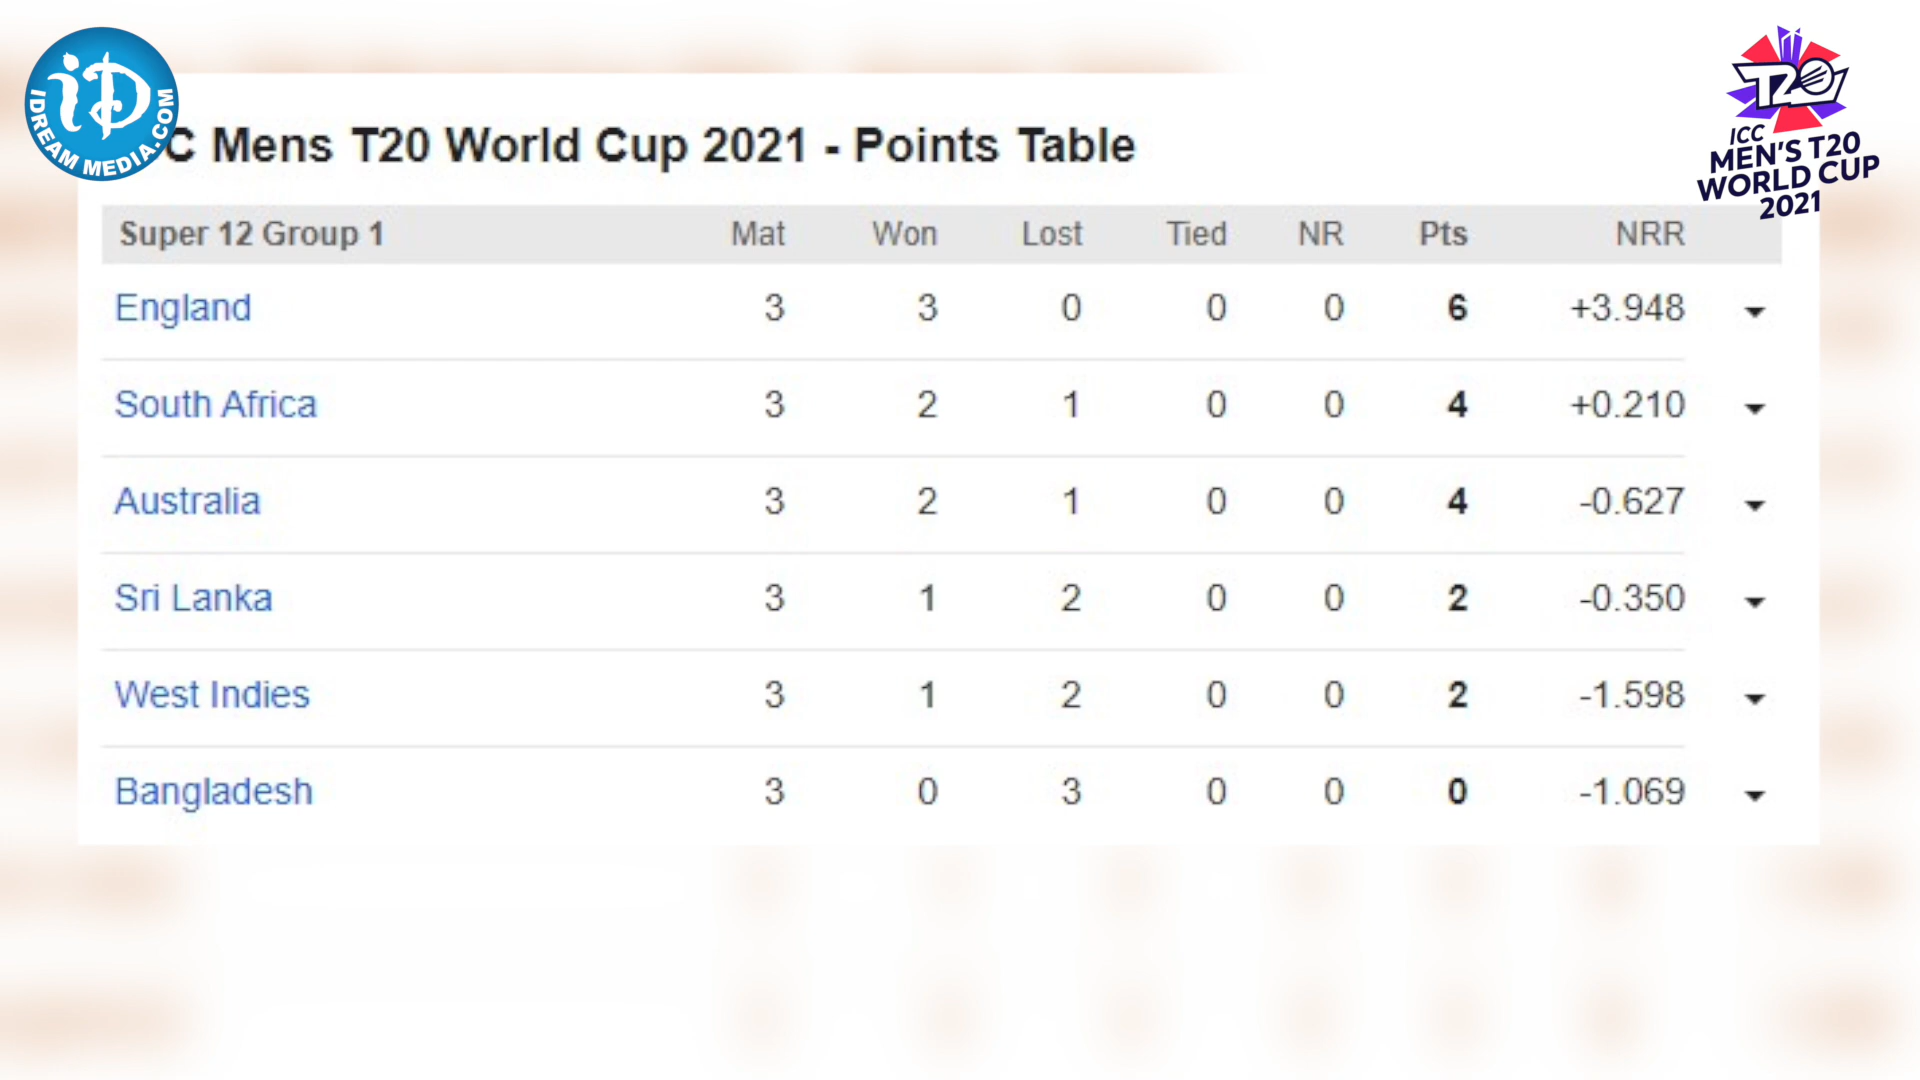 iD
IDREAM MEDIA.COM
C Mens T20 World Cup 2021 - Points Table
T20
ICC
MEN'S T20
WORLD CUP
2021
Super 12 Group 1 Mat Won Lost Tied NR Pts NRR
England 3 3 0 0 0 6 +3.948
South Africa 3 2 1 0 0 4 +0.210
Australia 3 2 1 0 0 4 -0.627
Sri Lanka 3 1 2 0 0 2 -0.350
West Indies 3 1 2 0 0 2 -1.598
Bangladesh 3 0 3 0 0 0 -1.069